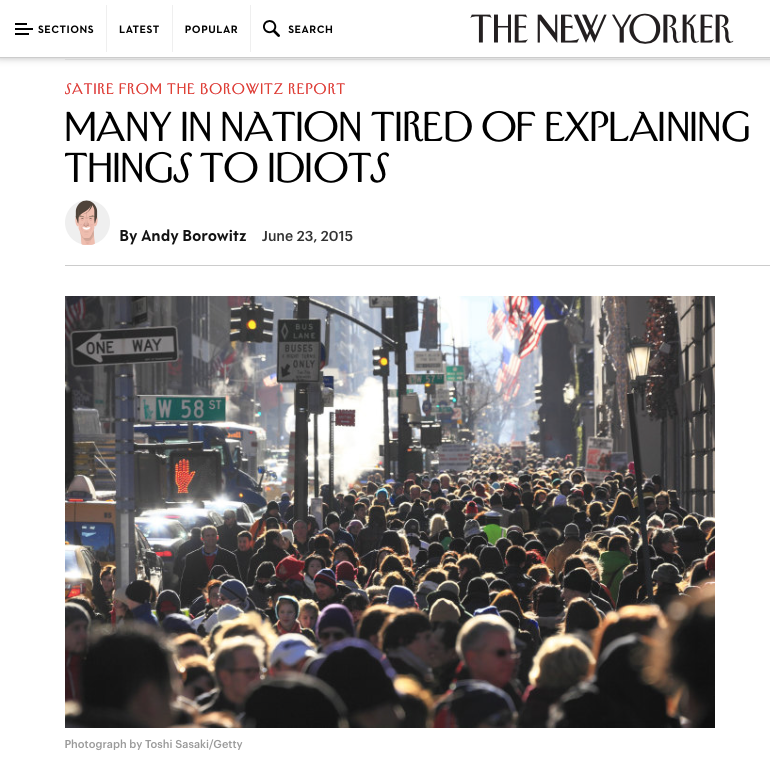 SECTIONS LATEST POPULAR SEARCH THE NEW YORKER
SATIRE FROM THE BOROWITZ REPORT
MANY IN NATION TIRED OF EXPLAINING
THINGS TO IDIOTS
By Andy Borowitz June 23, 2015
ONE WAY
BUS
LANE
BUSES
ONLY
W 58 ST
Photograph by Toshi Sasaki/Getty